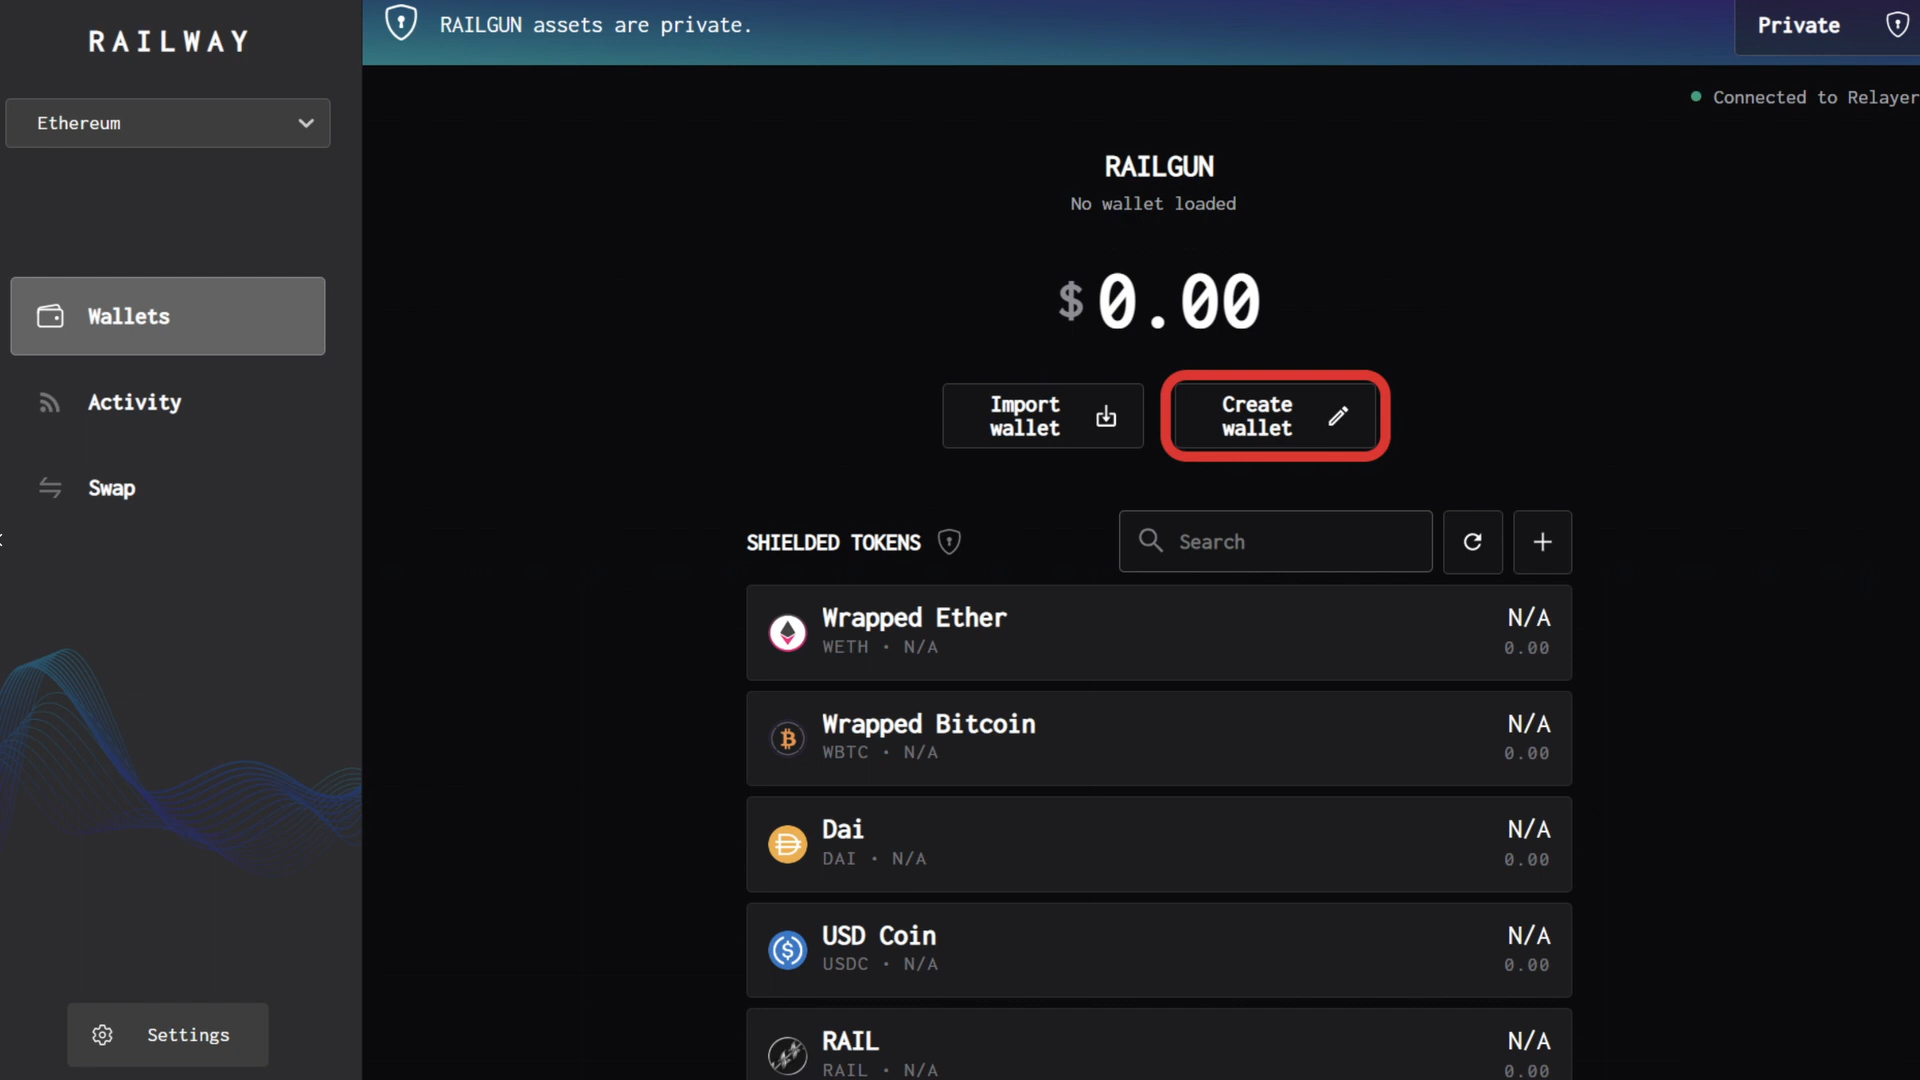 RAILWAY
Ethereum
Wallets
Activity
Swap
Settings
RAILGUN assets are private.
Private
Connected to Relayer
RAILGUN
No wallet loaded
$ 0.00
Import
wallet
Create
wallet
SHIELDED TOKENS
Search
Wrapped Ether
N/A
WETH • N/A
0.00
Wrapped Bitcoin
N/A
WBTC • N/A
0.00
Dai
N/A
DAI • N/A
0.00
USD Coin
N/A
USDC • N/A
0.00
RAIL
N/A
RAIL • N/A
0.00